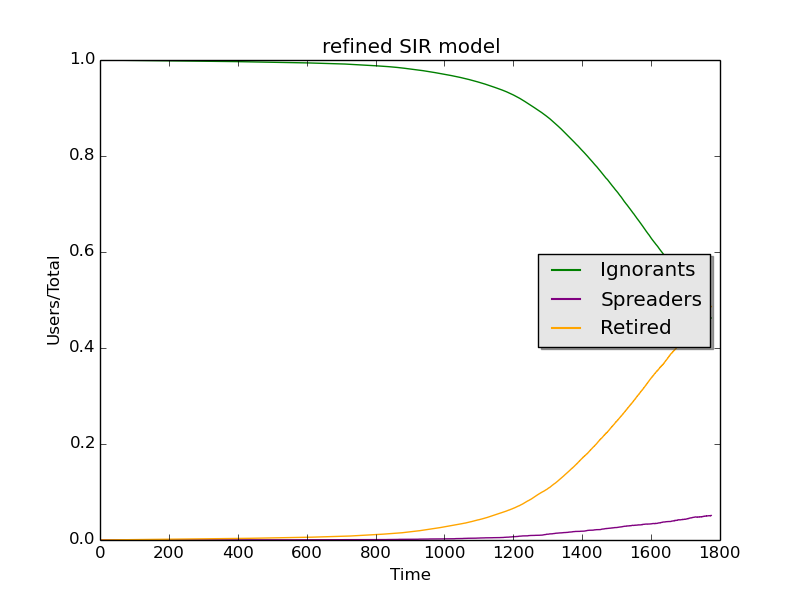 refined SIR model
1.0
0.8
0.6
0.4
0.2
0.0
Users/Total
Ignorants
Spreaders
Retired
0 200 400 600 800 1000 1200 1400 1600 1800
Time